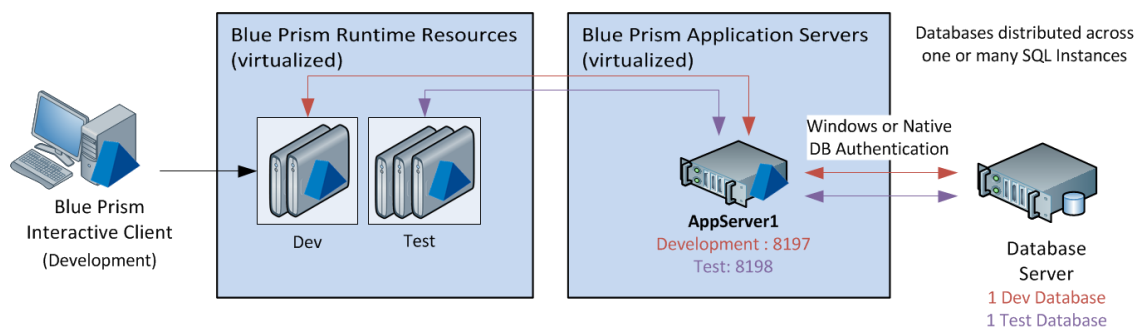 Blue Prism Runtime Resources
(virtualized)
Blue Prism Application Servers
(virtualized)
Databases distributed across
one or many SQL Instances
Windows or Native
DB Authentication
Blue Prism
Interactive Client
(Development)
Dev
Test
AppServer1
Development : 8197
Test: 8198
Database
Server
1 Dev Database
1 Test Database